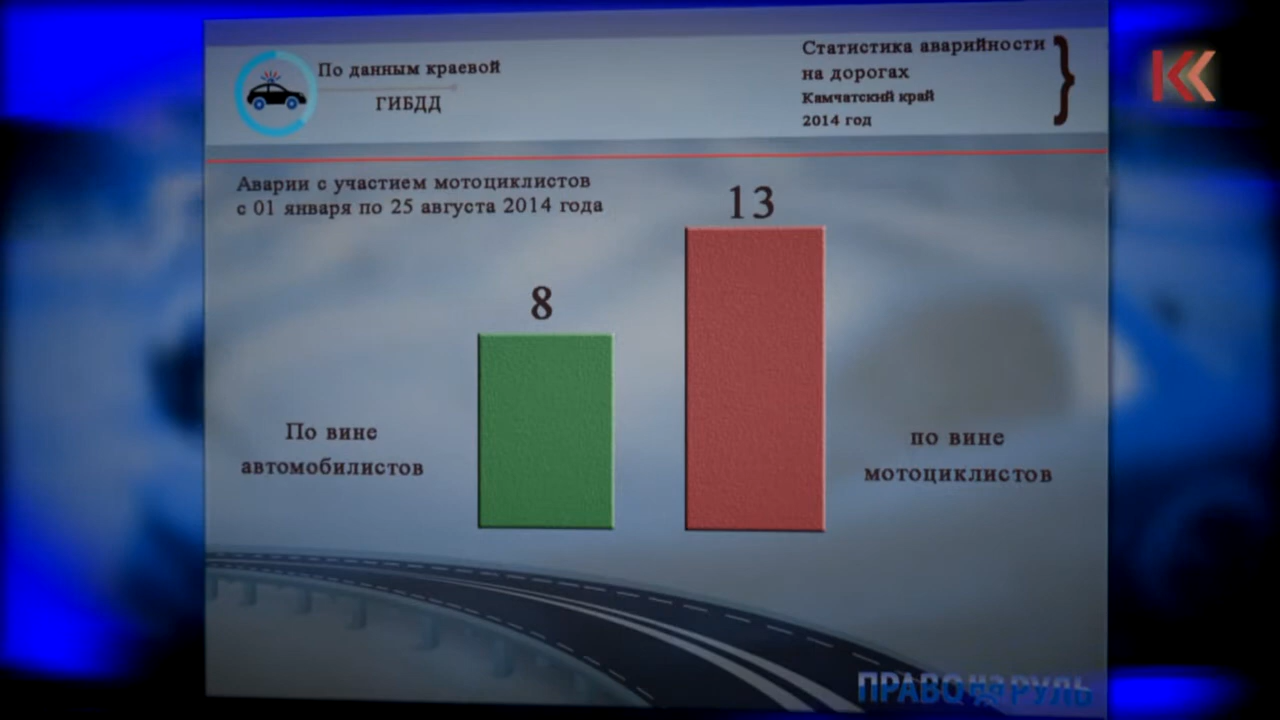 По данным краевой
ГИБДД
Статистика аварийности
на дорогах
Камчатский край
2014 год
Аварии с участием мотоциклистов
с 01 января по 25 августа 2014 года
13
8
По вине
автомобилистов
по вине
мотоциклистов
ПРАВО НА РУЛЬ